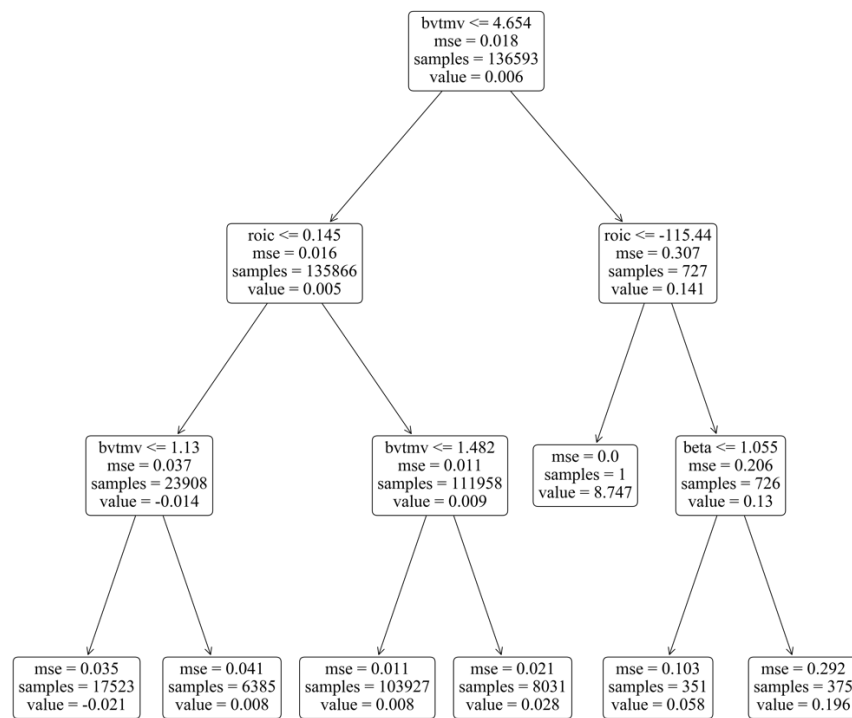 bvtmv <= 4.654
mse = 0.018
samples = 136593
value = 0.006
roic <= 0.145
mse = 0.016
samples = 135866
value = 0.005
roic <= -115.44
mse = 0.307
samples = 727
value = 0.141
bvtmv <= 1.13
mse = 0.037
samples = 23908
value = -0.014
bvtmv <= 1.482
mse = 0.011
samples = 111958
value = 0.009
mse = 0.0
samples = 1
value = 8.747
beta <= 1.055
mse = 0.206
samples = 726
value = 0.13
mse = 0.035
samples = 17523
value = -0.021
mse = 0.041
samples = 6385
value = 0.008
mse = 0.011
samples = 103927
value = 0.008
mse = 0.021
samples = 8031
value = 0.028
mse = 0.103
samples = 351
value = 0.058
mse = 0.292
samples = 375
value = 0.196